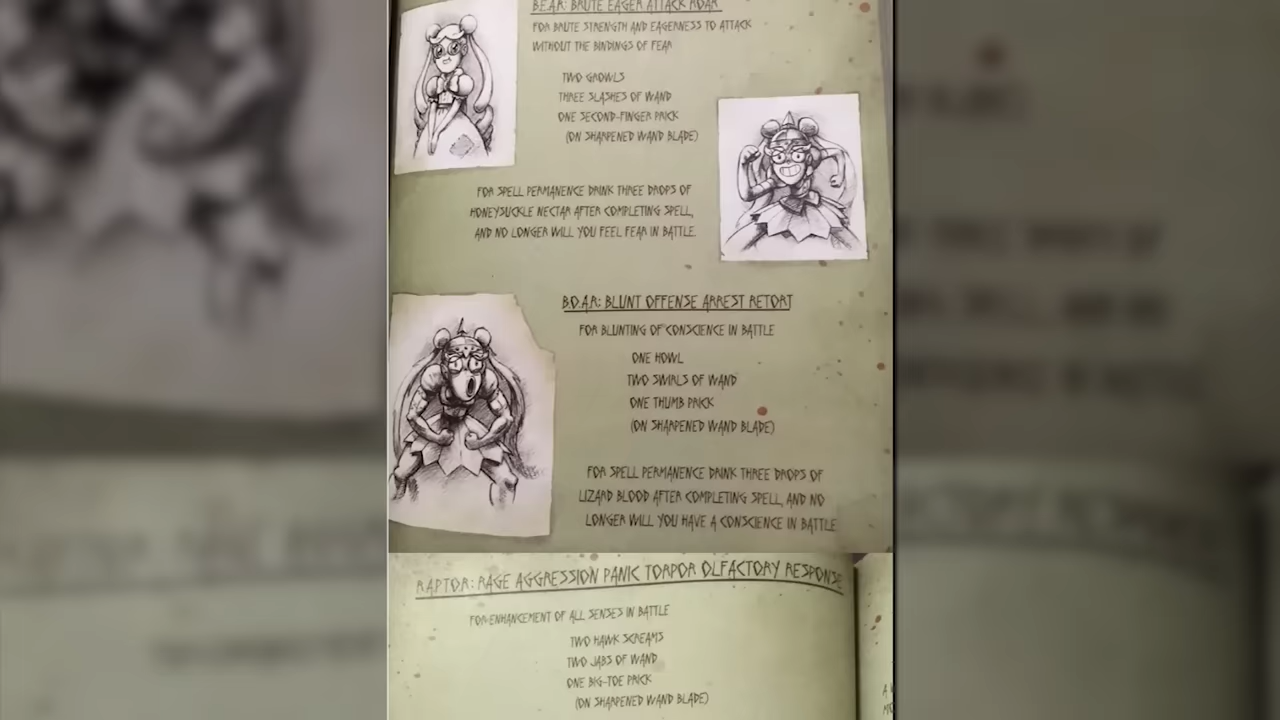 B.E.A.R: BRUTE EAGER ATTACK ROAR
FOR BRUTE STRENGTH AND EAGERNESS TO ATTACK
WITHOUT THE BINDINGS OF FEAR
TWO GROWLS
THREE SLASHES OF WAND
ONE SECOND-FINGER PRICK
(ON SHARPENED WAND BLADE)
FOR SPELL PERMANENCE DRINK THREE DROPS OF
HONEYSUCKLE NECTAR AFTER COMPLETING SPELL,
AND NO LONGER WILL YOU FEEL FEAR IN BATTLE.
B.O.A.R: BLUNT OFFENSE ARREST RETORT
FOR BLUNTING OF CONSCIENCE IN BATTLE
ONE HOWL
TWO SWIRLS OF WAND
ONE THUMB PRICK
(ON SHARPENED WAND BLADE)
FOR SPELL PERMANENCE DRINK THREE DROPS OF
LIZARD BLOOD AFTER COMPLETING SPELL, AND NO
LONGER WILL YOU HAVE A CONSCIENCE IN BATTLE
RAPTOR: RAGE AGGRESSION PANIC TORPOR OLFACTORY RESPONSE
FOR ENHANCEMENT OF ALL SENSES IN BATTLE
TWO HAWK SCREAMS
TWO JABS OF WAND
ONE BIG-TOE PRICK
(ON SHARPENED WAND BLADE)